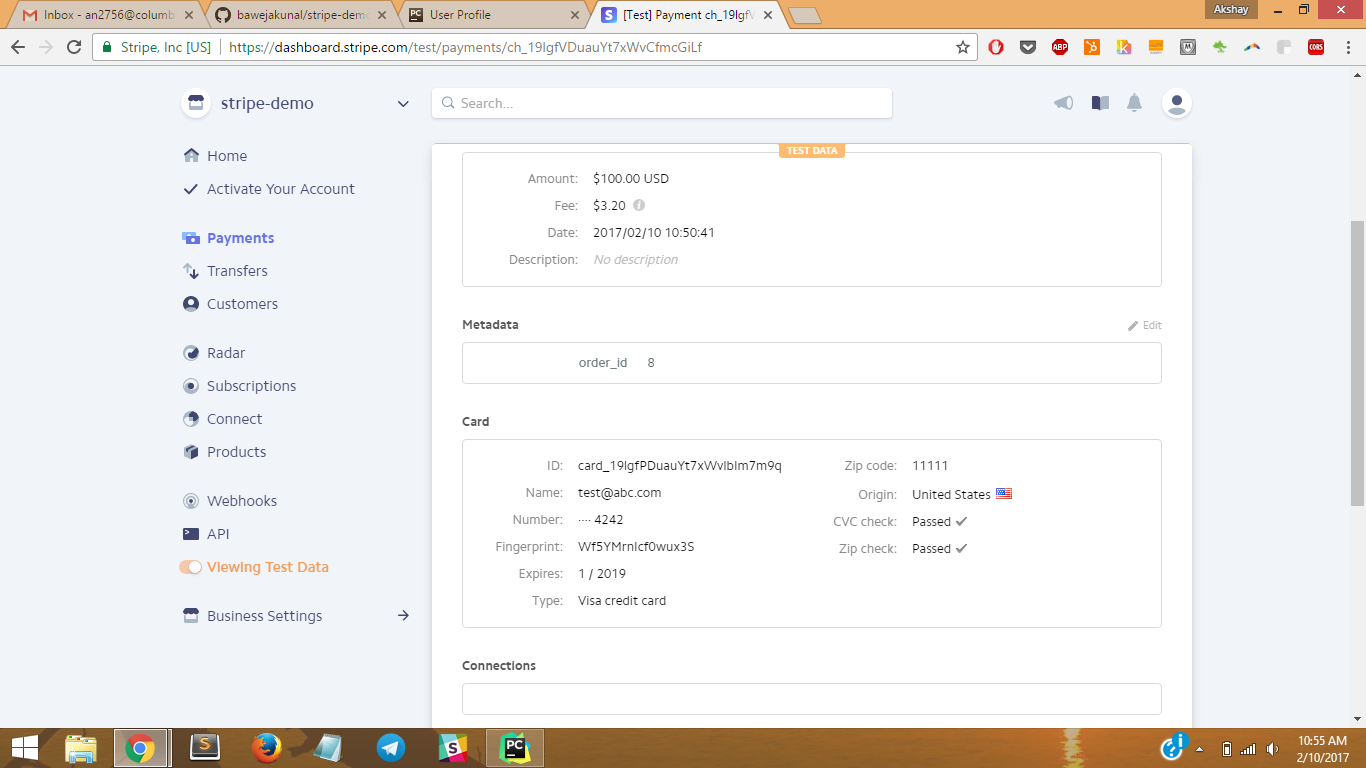 Akshay
Inbox - an2756@columb
bawejakunal/stripe-dem
User Profile
[Test] Payment ch_19Igf
Stripe, Inc [US]
https://dashboard.stripe.com/test/payments/ch_19IgfVDuauYt7xWvCfmcGiLf
ABP
CORS
stripe-demo
Search...
Home
Activate Your Account
Payments
Transfers
Customers
Radar
Subscriptions
Connect
Products
Webhooks
API
Viewing Test Data
Business Settings
TEST DATA
Amount: $100.00 USD
Fee: $3.20
Date: 2017/02/10 10:50:41
Description: No description
Metadata
Edit
order_id 8
Card
ID: card_19IgfPDuauYt7xWvIbIm7m9q
Name: test@abc.com
Number: ···· 4242
Fingerprint: Wf5YMrnIcf0wux3S
Expires: 1 / 2019
Type: Visa credit card
Zip code: 11111
Origin: United States
CVC check: Passed
Zip check: Passed
Connections
10:55 AM
2/10/2017